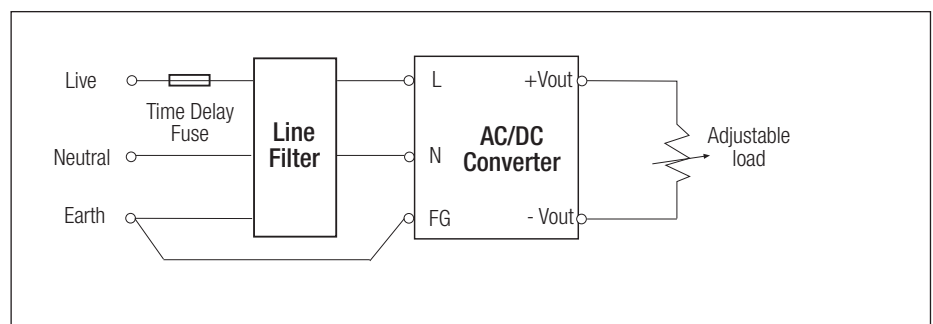 Live
Time Delay
Fuse
Neutral
Earth
Line
Filter
L
N
FG
AC/DC
Converter
+Vout
- Vout
Adjustable
load